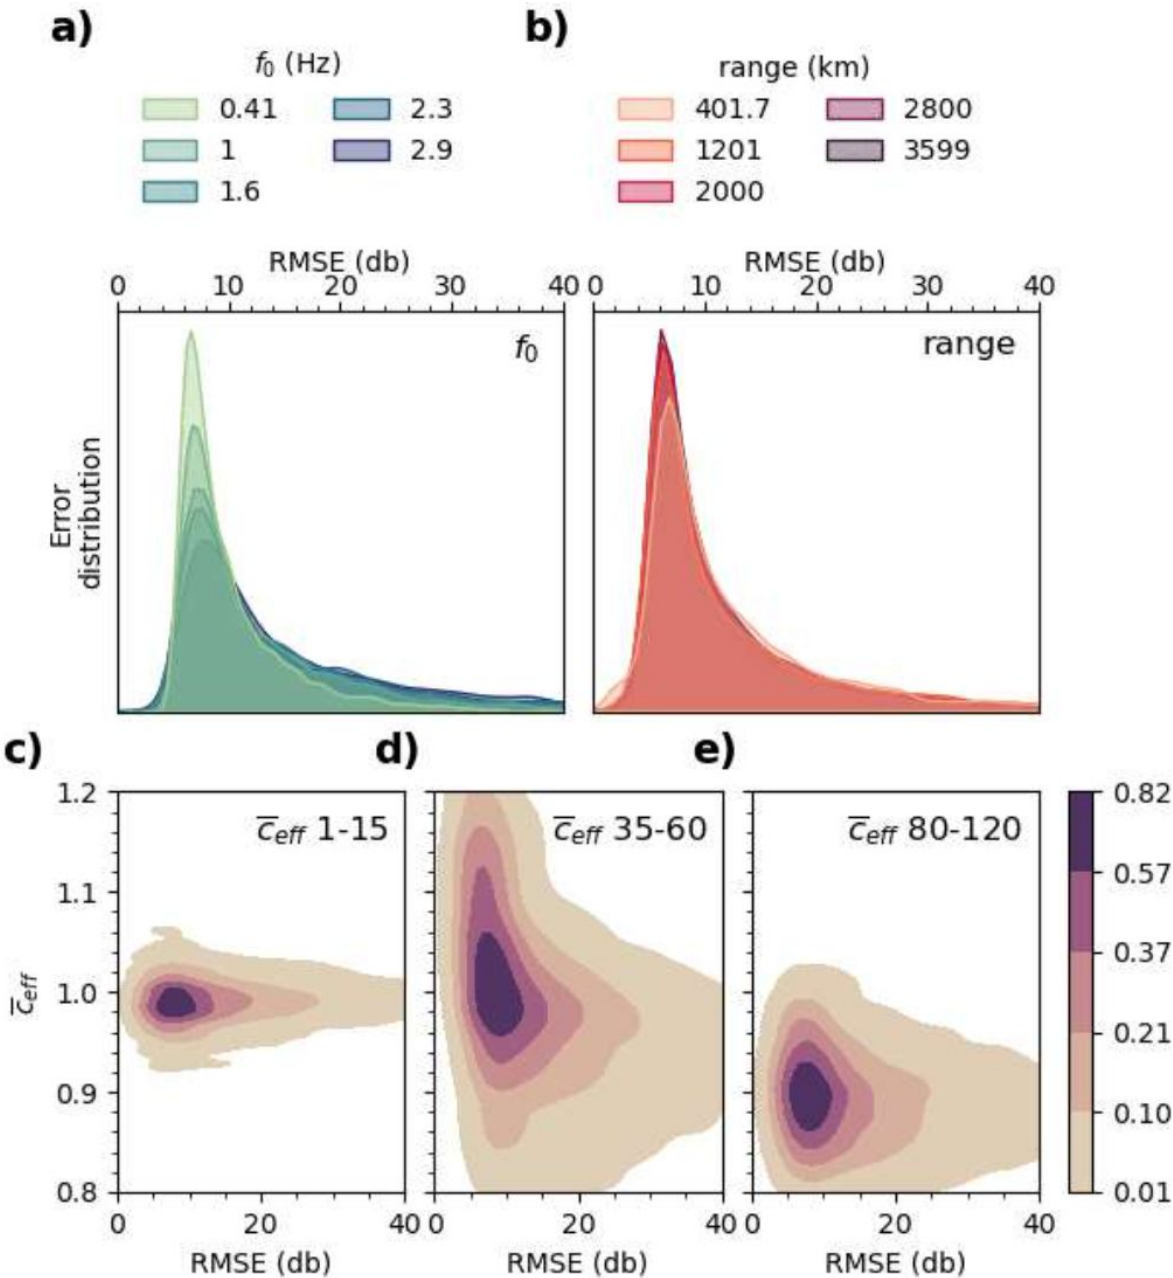 a)
b)
f₀ (Hz)
0.41
2.3
1
2.9
1.6
range (km)
401.7
2800
1201
3599
2000
RMSE (db)
0 10 20 30 40
f₀
Error
distribution
RMSE (db)
0 10 20 30 40
range
c)
d)
e)
1.2
1.1
1.0
0.9
0.8
c̅eff
c̅eff 1-15
c̅eff 35-60
c̅eff 80-120
0.82
0.57
0.37
0.21
0.10
0.01
0 20 40
0 20 40
0 20 40
RMSE (db)
RMSE (db)
RMSE (db)